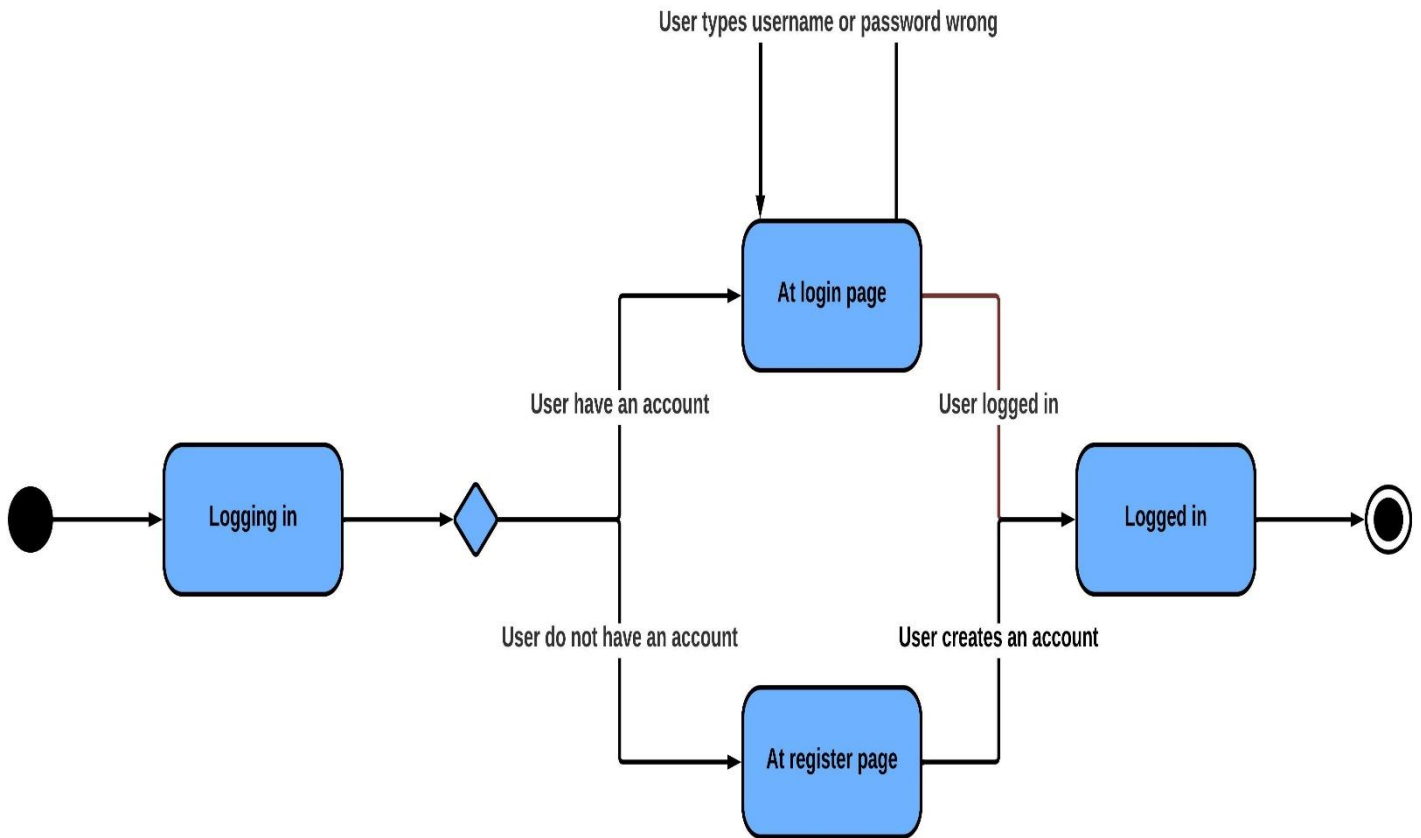 User types username or password wrong
At login page
User have an account
User logged in
Logging in
Logged in
User do not have an account
User creates an account
At register page